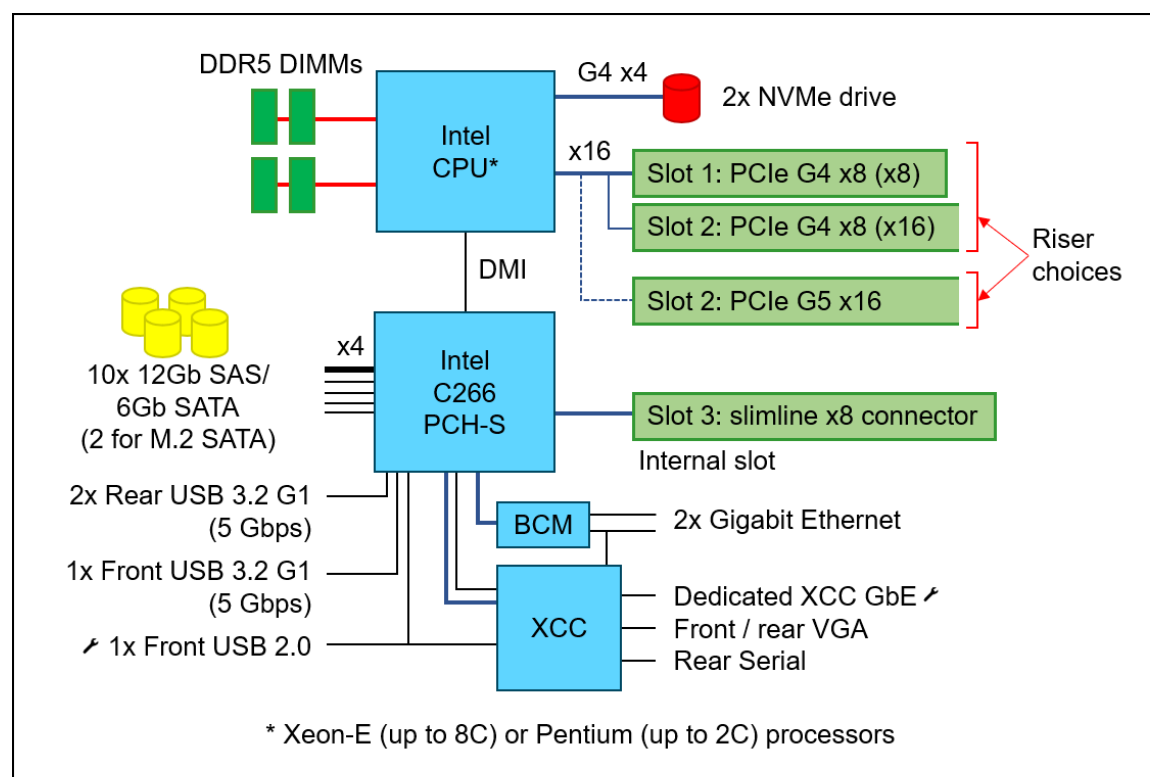 DDR5 DIMMs
G4 x4
2x NVMe drive
Intel
CPU*
x16
Slot 1: PCIe G4 x8 (x8)
Slot 2: PCIe G4 x8 (x16)
Riser
choices
DMI
Slot 2: PCIe G5 x16
x4
10x 12Gb SAS/
6Gb SATA
(2 for M.2 SATA)
Intel
C266
PCH-S
Slot 3: slimline x8 connector
Internal slot
2x Rear USB 3.2 G1
(5 Gbps)
BCM
2x Gigabit Ethernet
1x Front USB 3.2 G1
(5 Gbps)
XCC
Dedicated XCC GbE
Front / rear VGA
Rear Serial
1x Front USB 2.0
* Xeon-E (up to 8C) or Pentium (up to 2C) processors